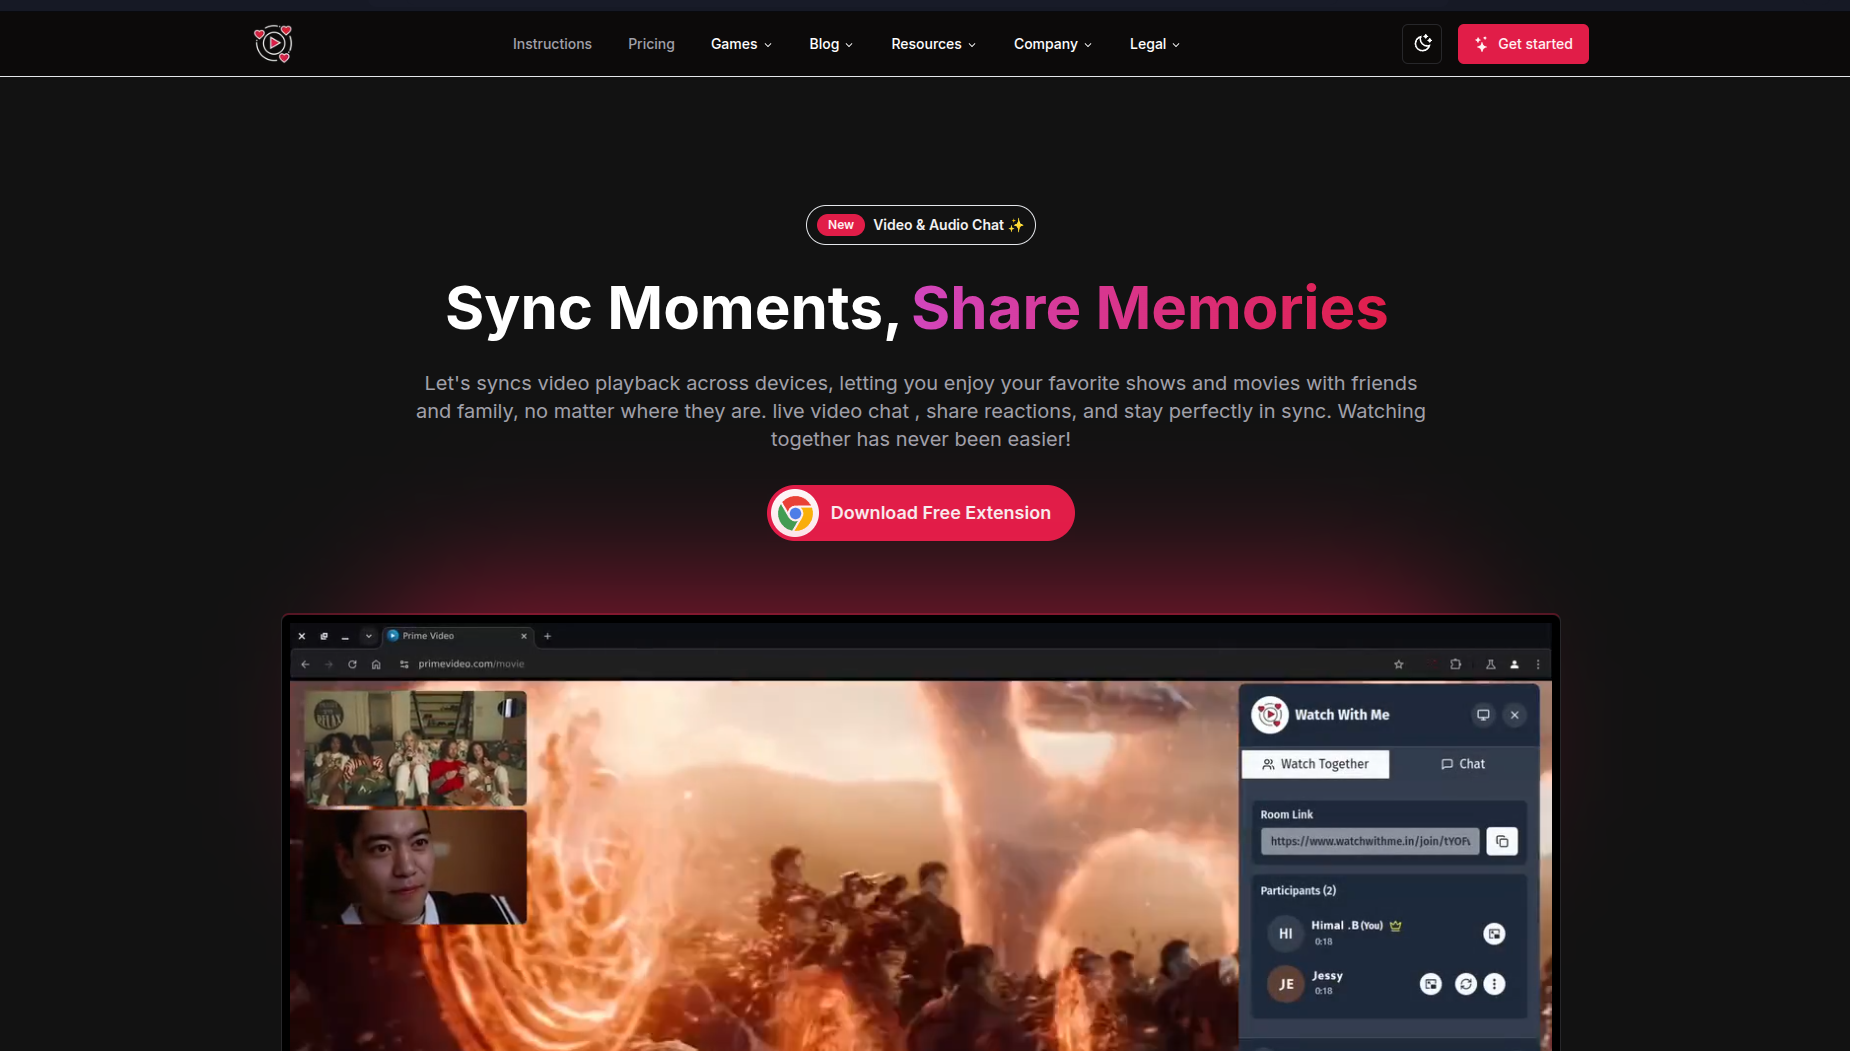 Instructions
Pricing
Games
Blog
Resources
Company
Legal
Get started
New Video & Audio Chat ✨
Sync Moments, Share Memories
Let's syncs video playback across devices, letting you enjoy your favorite shows and movies with friends
and family, no matter where they are. live video chat , share reactions, and stay perfectly in sync. Watching
together has never been easier!
Download Free Extension
Prime Video
primevideo.com/movie
Watch With Me
Watch Together
Chat
Room Link
https://www.watchwithme.in/join/tYOF
Participants (2)
HI
Himal .B (You)
0:18
JE
Jessy
0:18